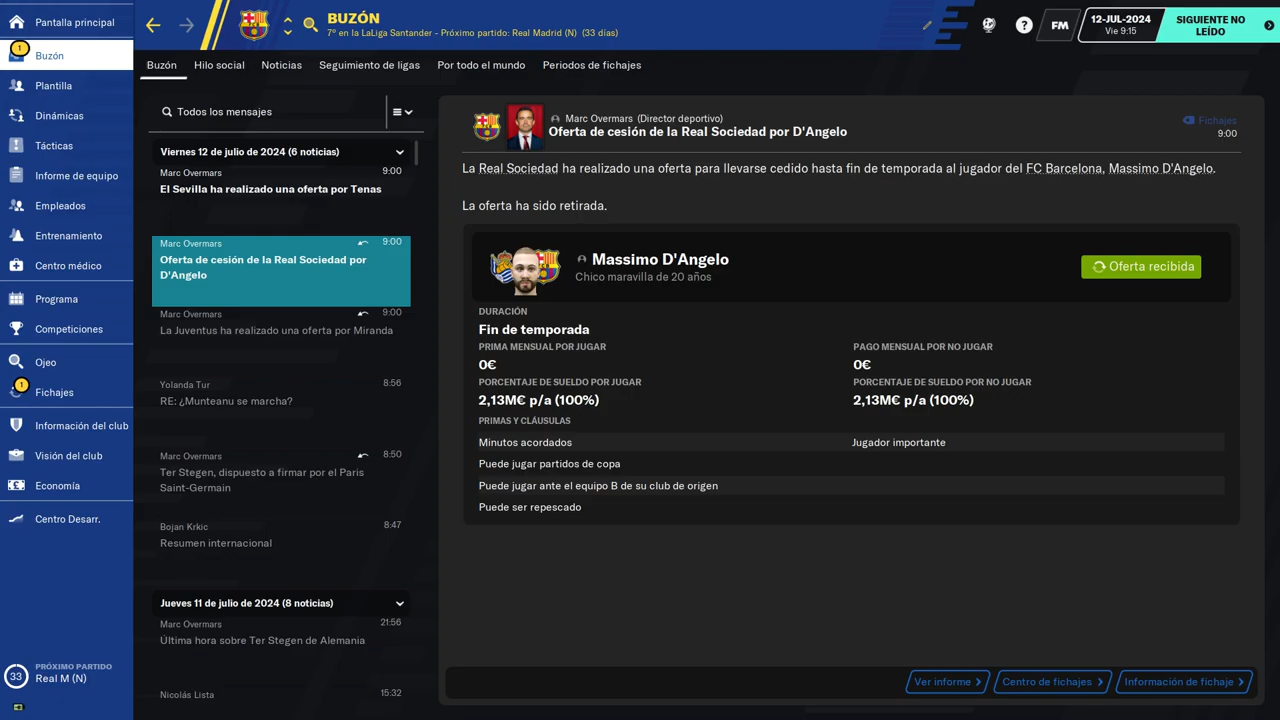 Pantalla principal
1
Buzón
Plantilla
Dinámicas
Tácticas
Informe de equipo
Empleados
Entrenamiento
Centro médico
Programa
Competiciones
Ojeo
1
Fichajes
Información del club
Visión del club
Economía
Centro Desarr.
33
PRÓXIMO PARTIDO
Real M (N)
BUZÓN
7º en la LaLiga Santander - Próximo partido: Real Madrid (N) (33 días)
?
FM
12-JUL-2024
Vie 9:15
SIGUIENTE NO
LEÍDO
Buzón
Hilo social
Noticias
Seguimiento de ligas
Por todo el mundo
Periodos de fichajes
Todos los mensajes
Viernes 12 de julio de 2024 (6 noticias)
Marc Overmars 9:00
El Sevilla ha realizado una oferta por Tenas
Marc Overmars 9:00
Oferta de cesión de la Real Sociedad por
D'Angelo
Marc Overmars 9:00
La Juventus ha realizado una oferta por Miranda
Yolanda Tur 8:56
RE: ¿Munteanu se marcha?
Marc Overmars 8:50
Ter Stegen, dispuesto a firmar por el Paris
Saint-Germain
Bojan Krkic 8:47
Resumen internacional
Jueves 11 de julio de 2024 (8 noticias)
Marc Overmars 21:56
Última hora sobre Ter Stegen de Alemania
Nicolás Lista 15:32
Marc Overmars (Director deportivo)
Oferta de cesión de la Real Sociedad por D'Angelo
Fichajes
9:00
La Real Sociedad ha realizado una oferta para llevarse cedido hasta fin de temporada al jugador del FC Barcelona, Massimo D'Angelo.
La oferta ha sido retirada.
Massimo D'Angelo
Chico maravilla de 20 años
Oferta recibida
DURACIÓN
Fin de temporada
PRIMA MENSUAL POR JUGAR PAGO MENSUAL POR NO JUGAR
0€ 0€
PORCENTAJE DE SUELDO POR JUGAR PORCENTAJE DE SUELDO POR NO JUGAR
2,13M€ p/a (100%) 2,13M€ p/a (100%)
PRIMAS Y CLÁUSULAS
Minutos acordados Jugador importante
Puede jugar partidos de copa
Puede jugar ante el equipo B de su club de origen
Puede ser repescado
Ver informe
Centro de fichajes
Información de fichaje